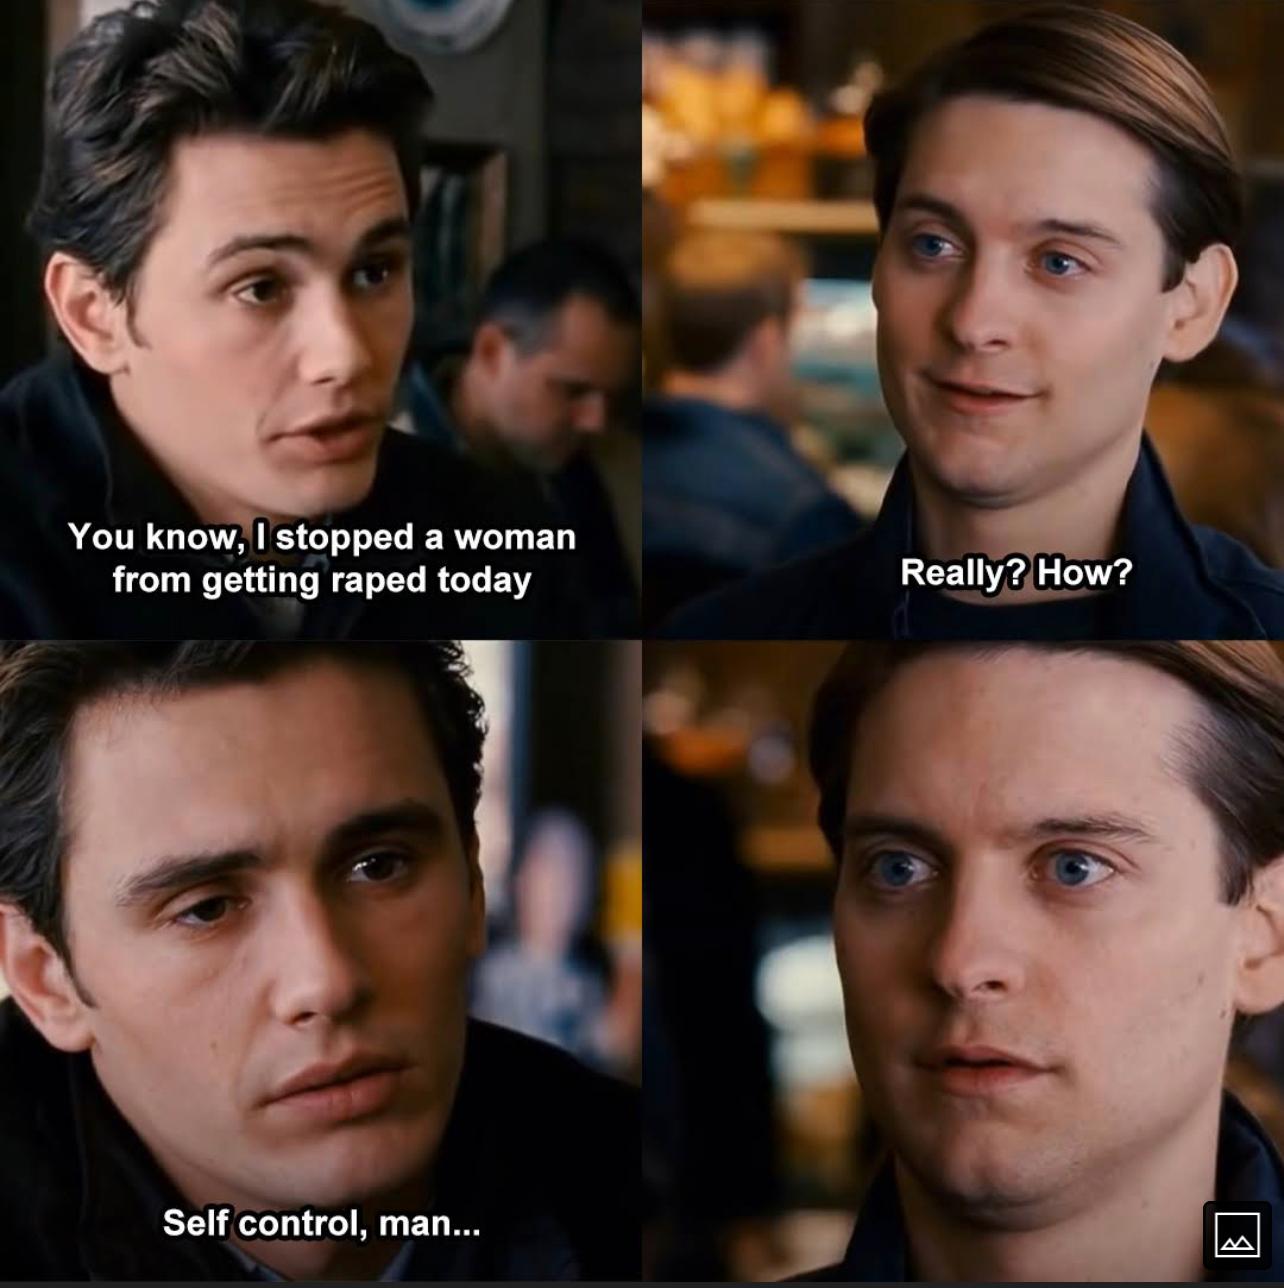 You know, I stopped a woman
from getting raped today
Really? How?
Self control, man...